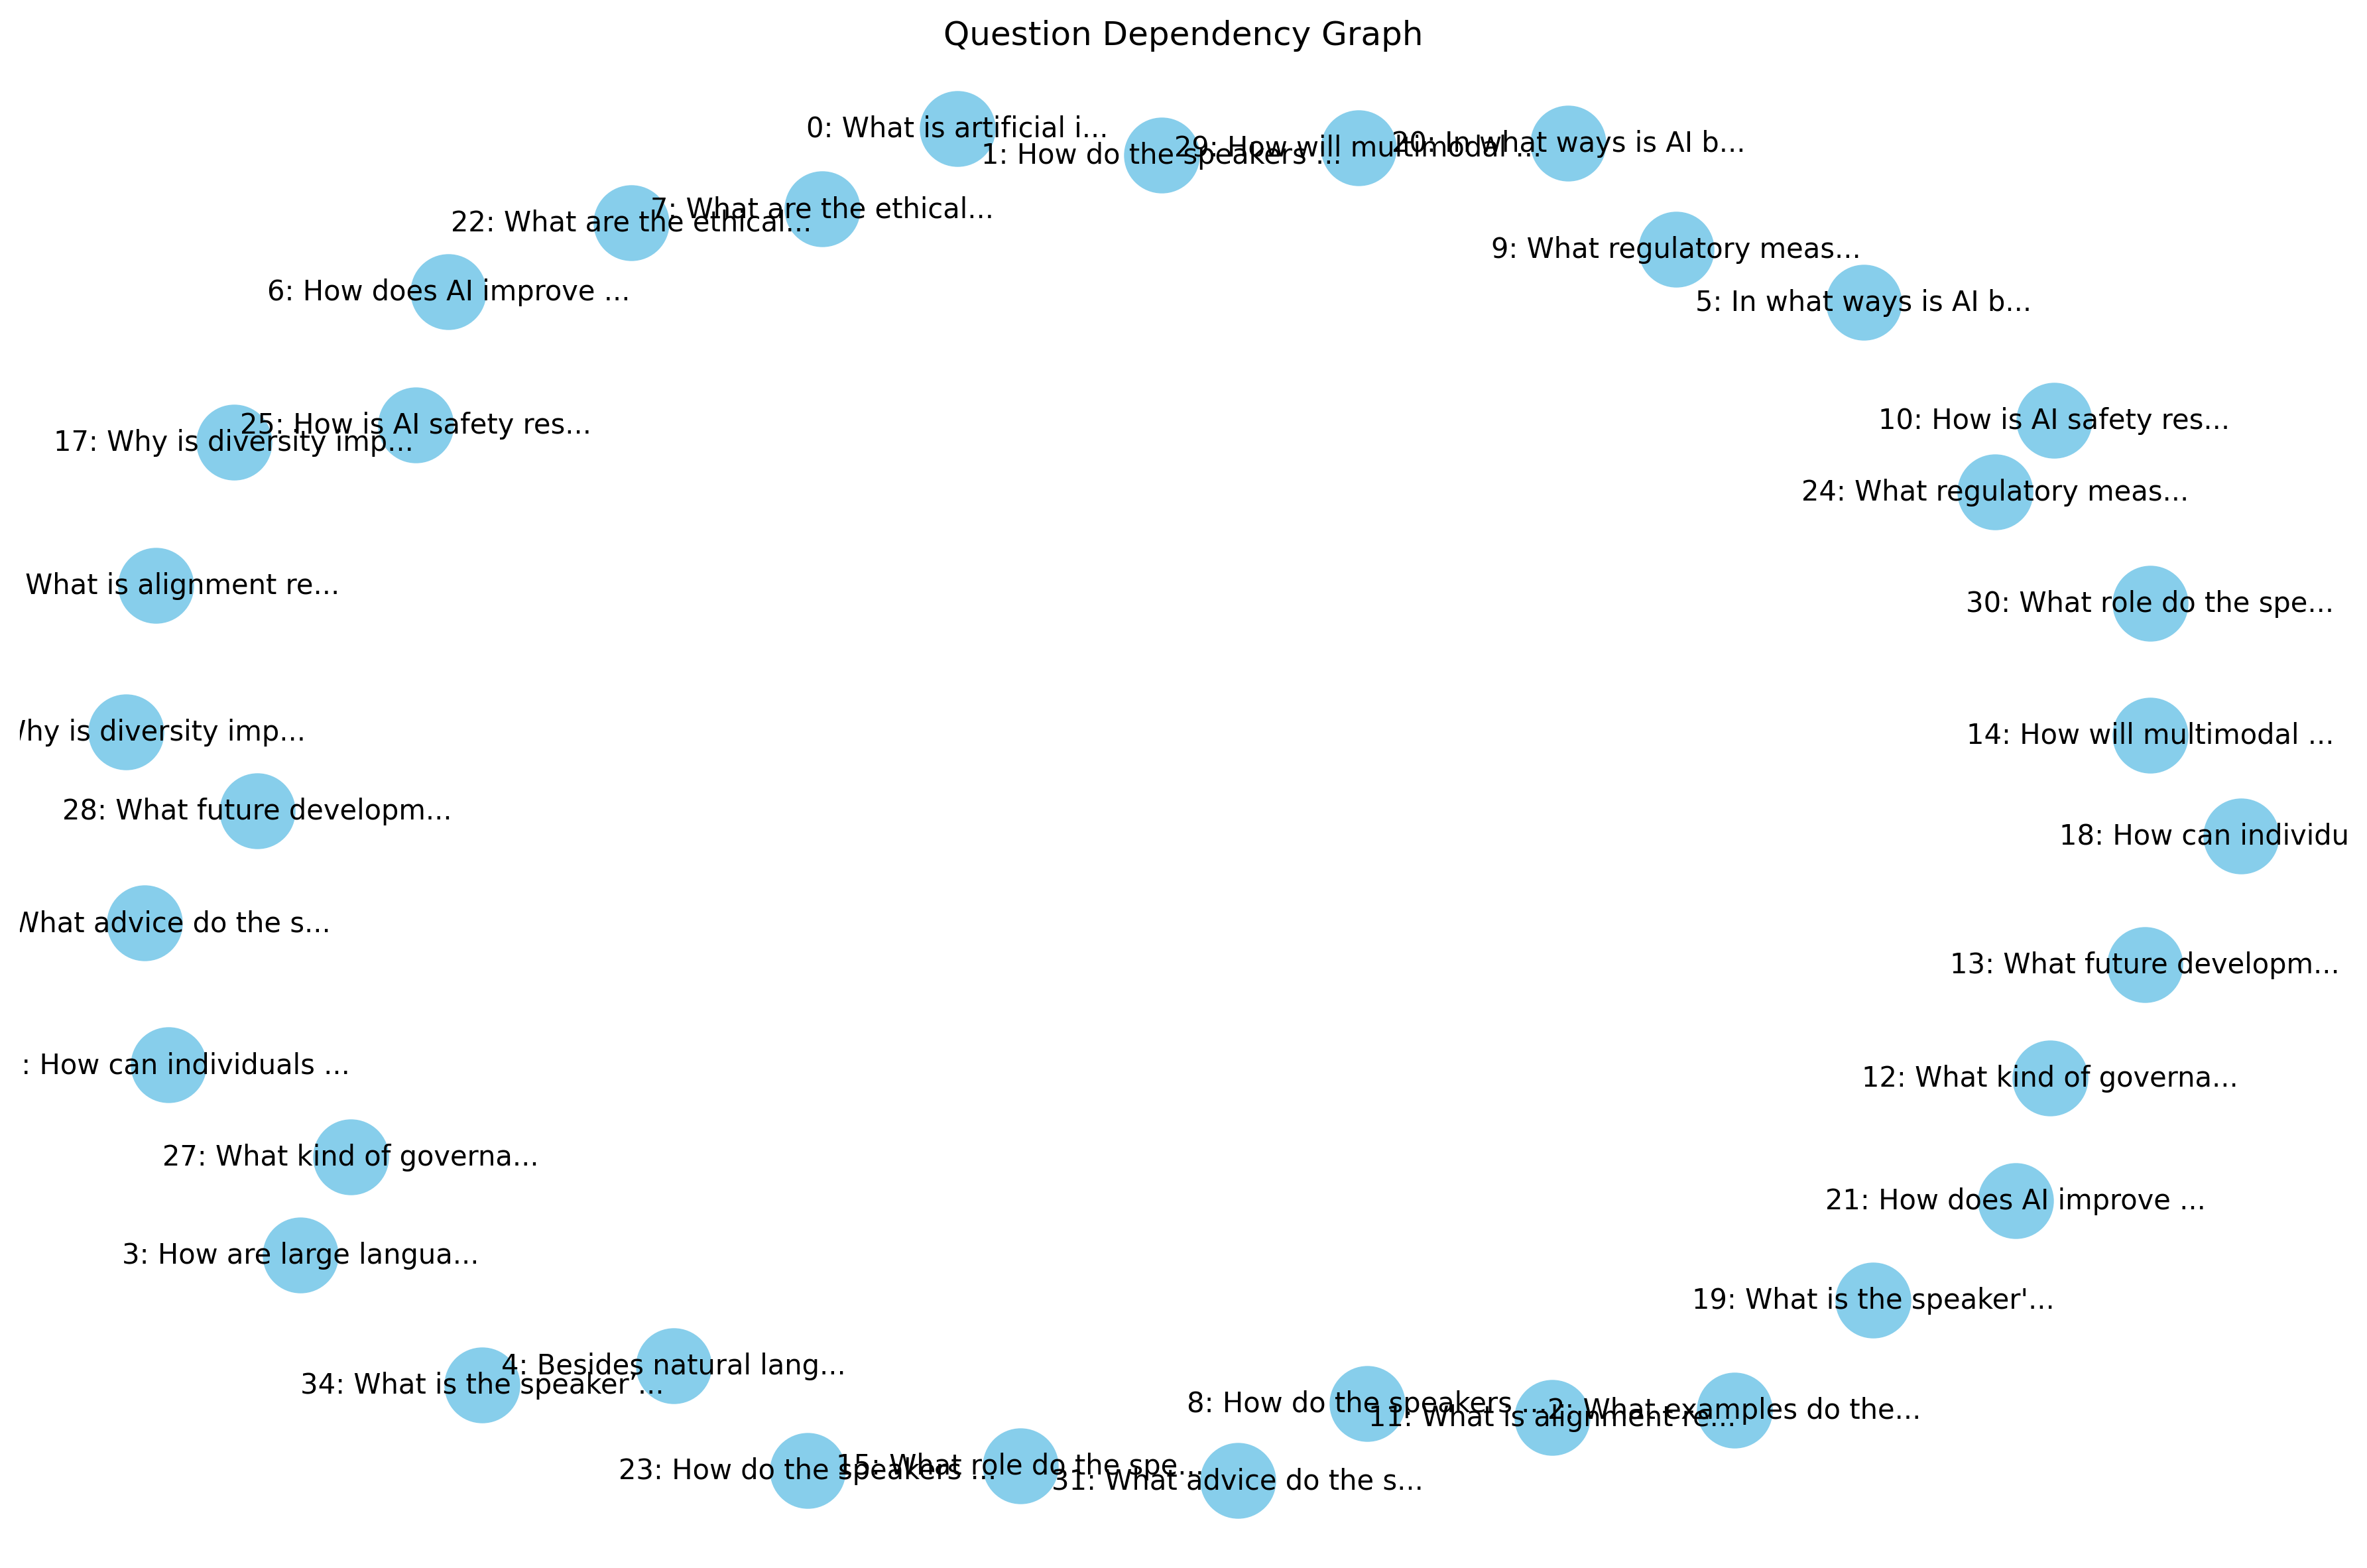 Question Dependency Graph
0: What is artificial i...
1: How do the speakers ...
29: How will multimodal ...
20: In what ways is AI b...
22: What are the ethical...
7: What are the ethical...
9: What regulatory meas...
6: How does AI improve ...
5: In what ways is AI b...
17: Why is diversity imp...
25: How is AI safety res...
10: How is AI safety res...
24: What regulatory meas...
What is alignment re...
30: What role do the spe...
Why is diversity imp...
14: How will multimodal ...
28: What future developm...
18: How can individu
What advice do the s...
13: What future developm...
: How can individuals ...
12: What kind of governa...
27: What kind of governa...
21: How does AI improve ...
3: How are large langua...
19: What is the speaker'...
34: What is the speaker'...
4: Besides natural lang...
8: How do the speakers ...
11: What is alignment re...
2: What examples do the...
23: How do the speakers ...
15: What role do the spe...
31: What advice do the s...